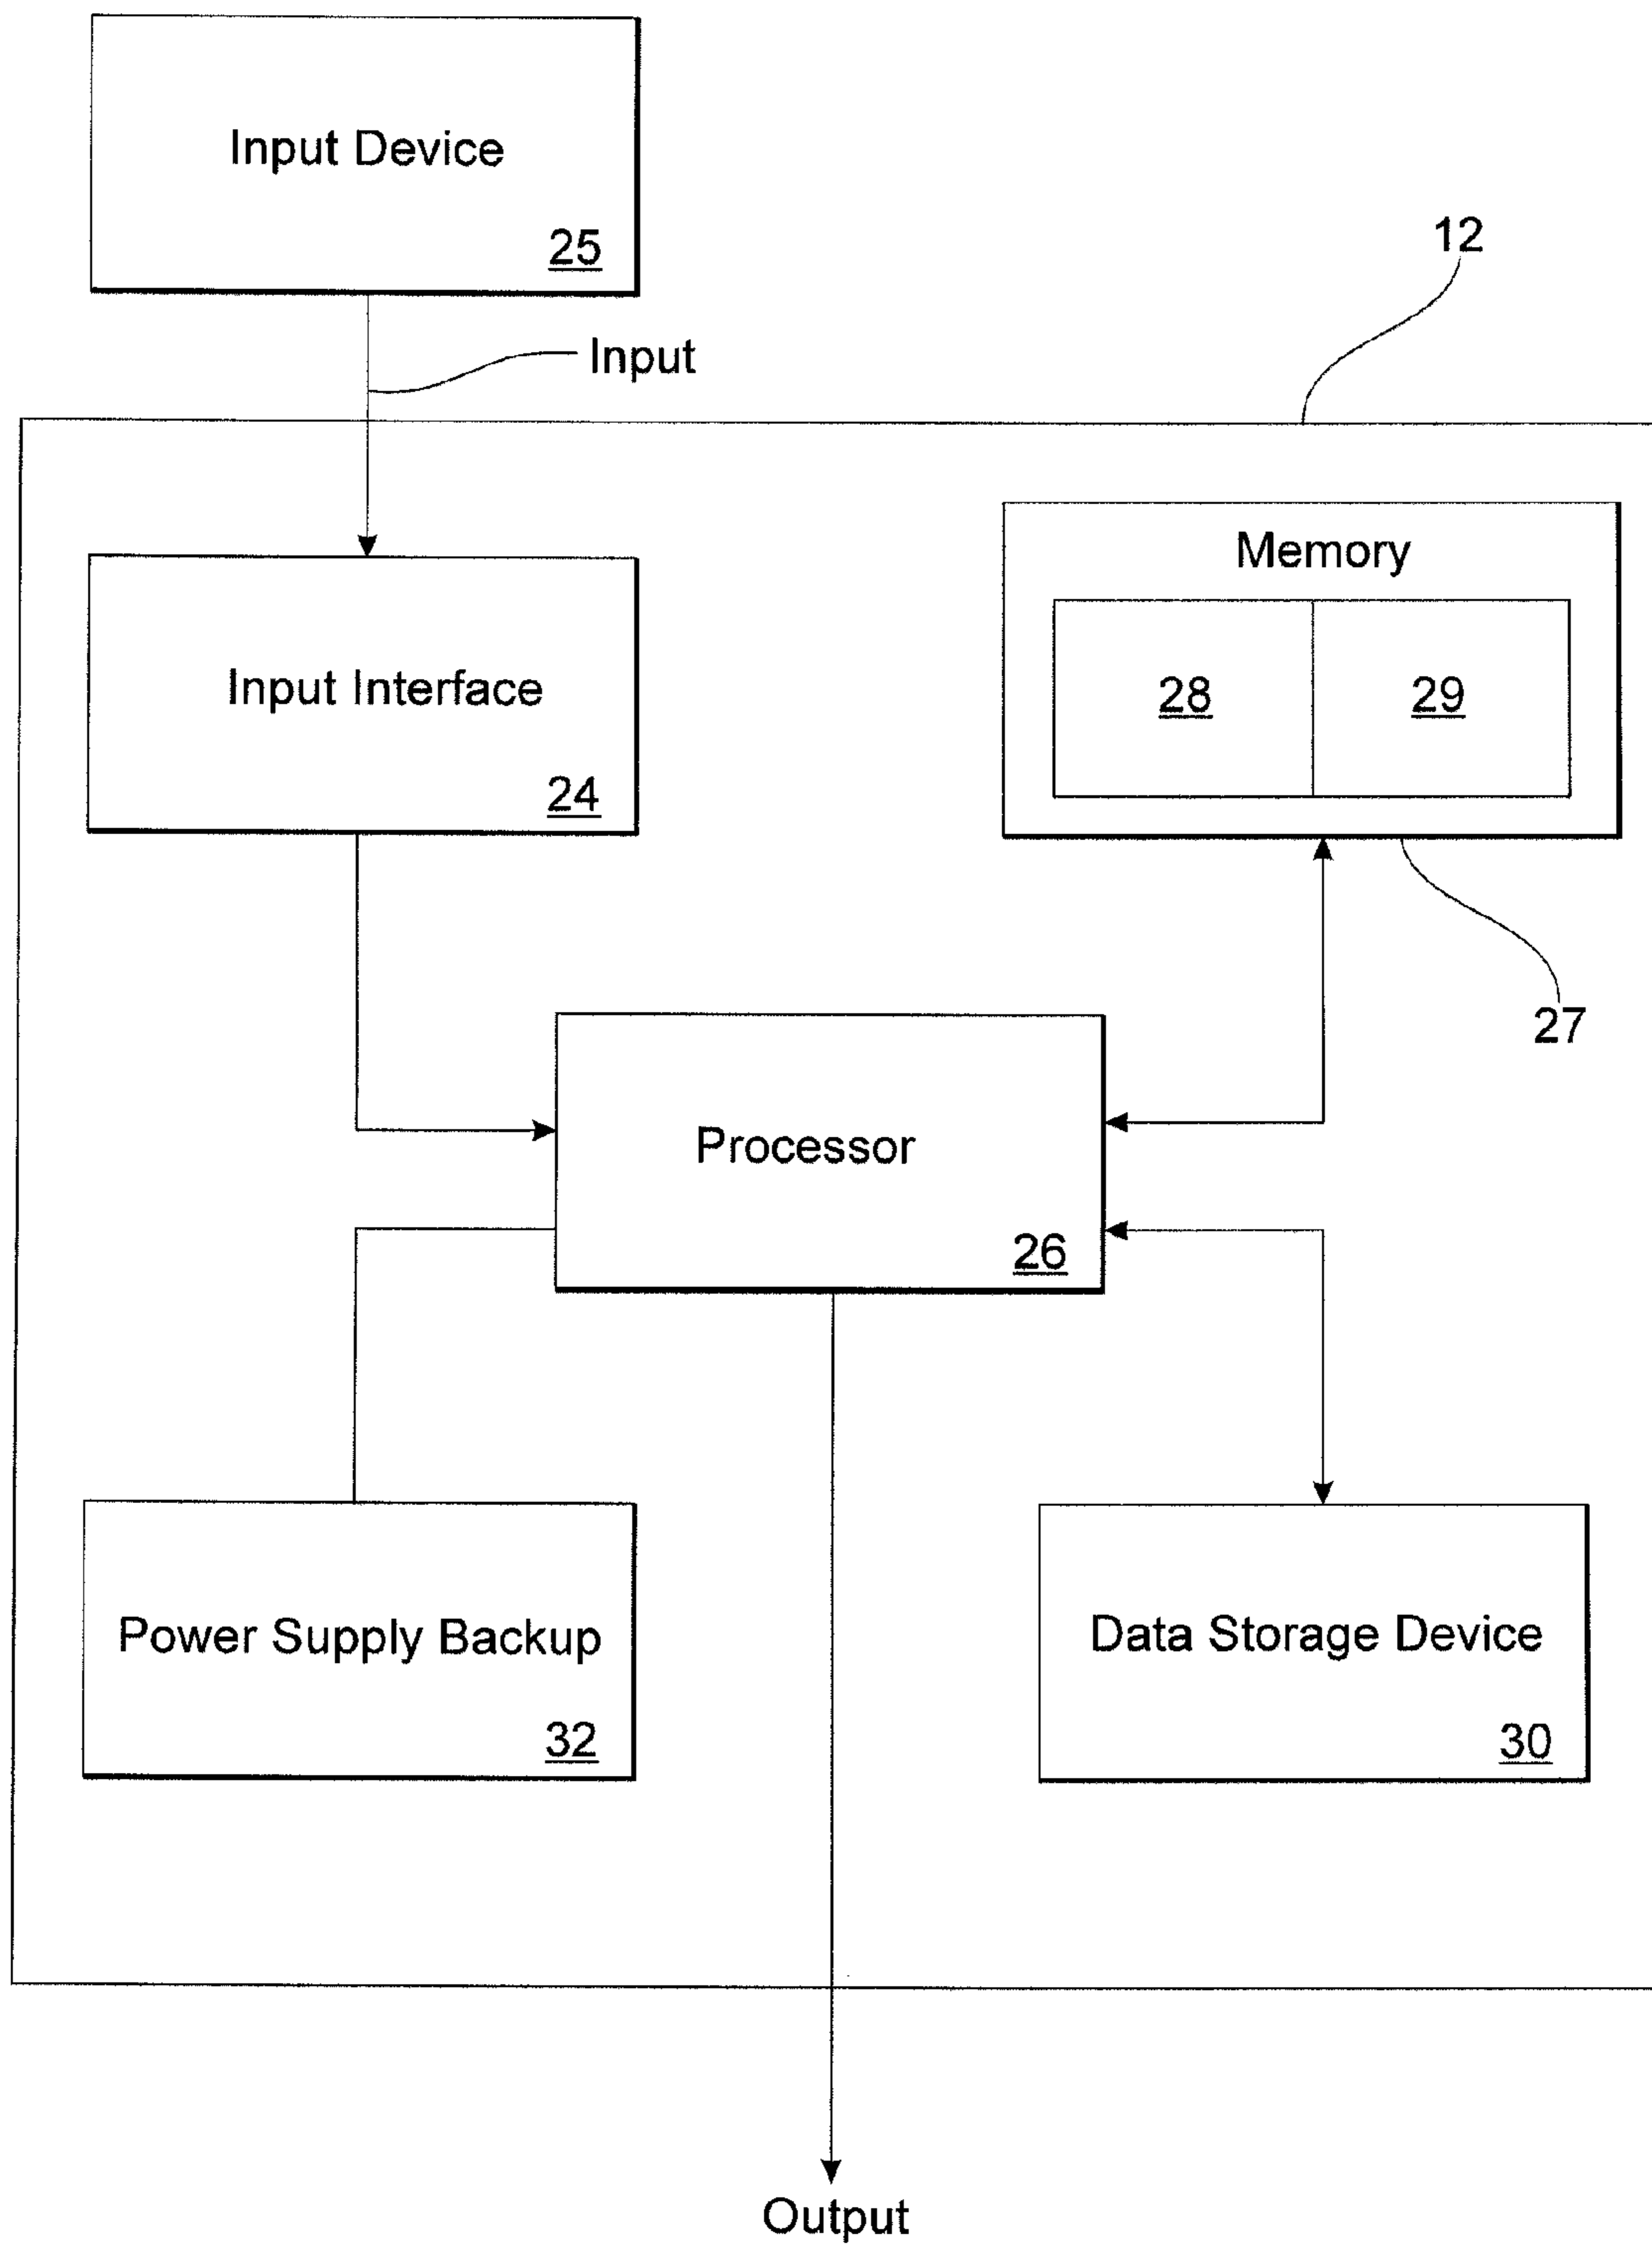 Input Device
25
12
Input
Memory
Input Interface
28
29
24
27
Processor
26
Power Supply Backup
Data Storage Device
32
30
Output